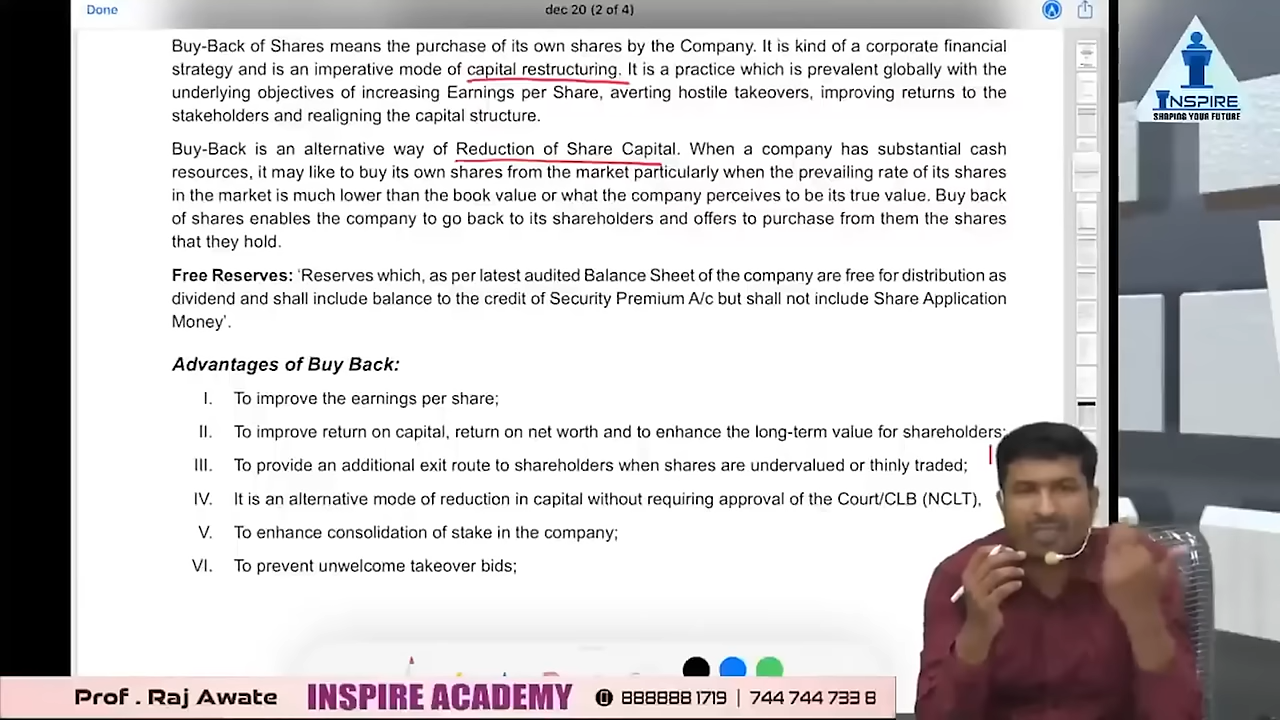 Done
dec 20 (2 of 4)
Buy-Back of Shares means the purchase of its own shares by the Company. It is kind of a corporate financial
strategy and is an imperative mode of capital restructuring. It is a practice which is prevalent globally with the
underlying objectives of increasing Earnings per Share, averting hostile takeovers, improving returns to the
stakeholders and realigning the capital structure.
Buy-Back is an alternative way of Reduction of Share Capital. When a company has substantial cash
resources, it may like to buy its own shares from the market particularly when the prevailing rate of its shares
in the market is much lower than the book value or what the company perceives to be its true value. Buy back
of shares enables the company to go back to its shareholders and offers to purchase from them the shares
that they hold.
Free Reserves: ‘Reserves which, as per latest audited Balance Sheet of the company are free for distribution as
dividend and shall include balance to the credit of Security Premium A/c but shall not include Share Application
Money’.
Advantages of Buy Back:
I. To improve the earnings per share;
II. To improve return on capital, return on net worth and to enhance the long-term value for shareholders;
III. To provide an additional exit route to shareholders when shares are undervalued or thinly traded;
IV. It is an alternative mode of reduction in capital without requiring approval of the Court/CLB (NCLT),
V. To enhance consolidation of stake in the company;
VI. To prevent unwelcome takeover bids;
INSPIRE
SHAPING YOUR FUTURE
Prof . Raj Awate INSPIRE ACADEMY 888888 1719 | 744 744 733 8